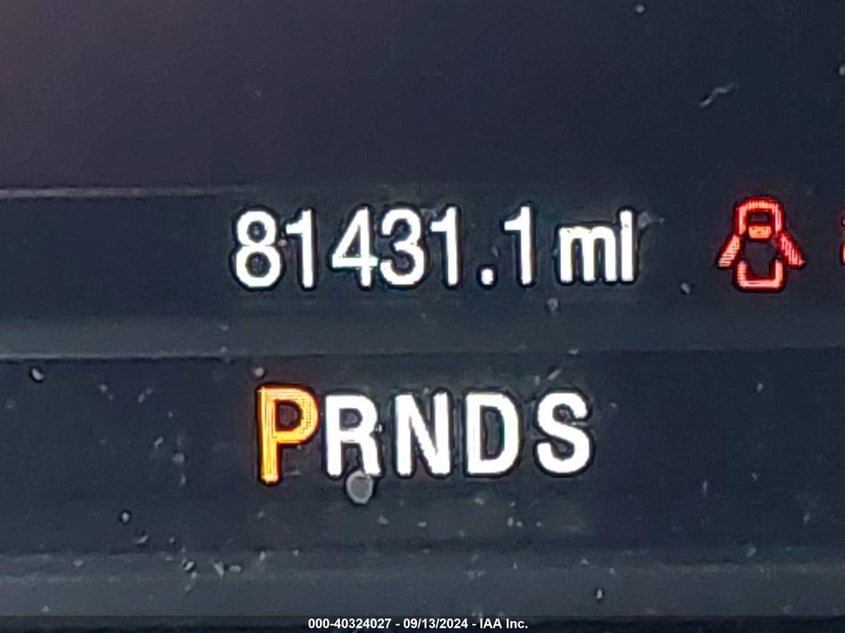 81431.1 mi
PRNDS
000-40324027 - 09/13/2024 - IAA Inc.